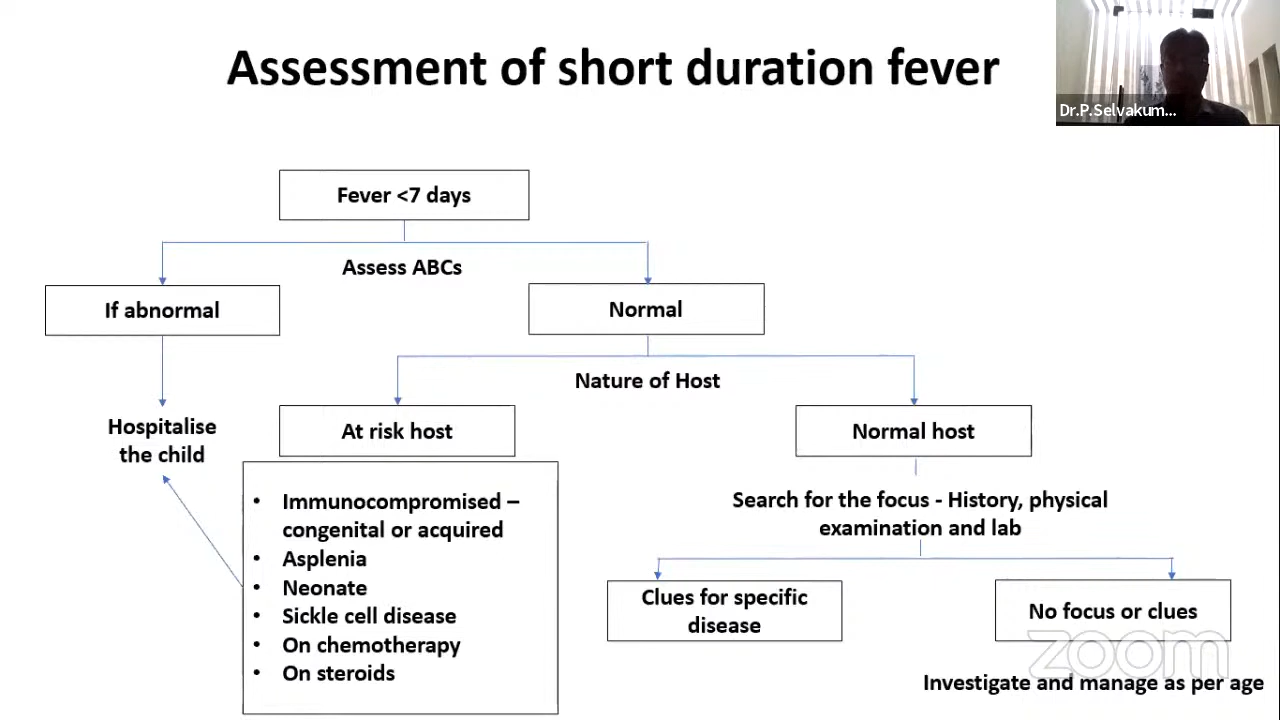 Assessment of short duration fever
Dr.P.Selvakum...
Fever <7 days
Assess ABCs
If abnormal
Normal
Nature of Host
Hospitalise
the child
At risk host
Normal host
• Immunocompromised –
congenital or acquired
• Asplenia
• Neonate
• Sickle cell disease
• On chemotherapy
• On steroids
Search for the focus - History, physical
examination and lab
Clues for specific
disease
No focus or clues
zoom
Investigate and manage as per age